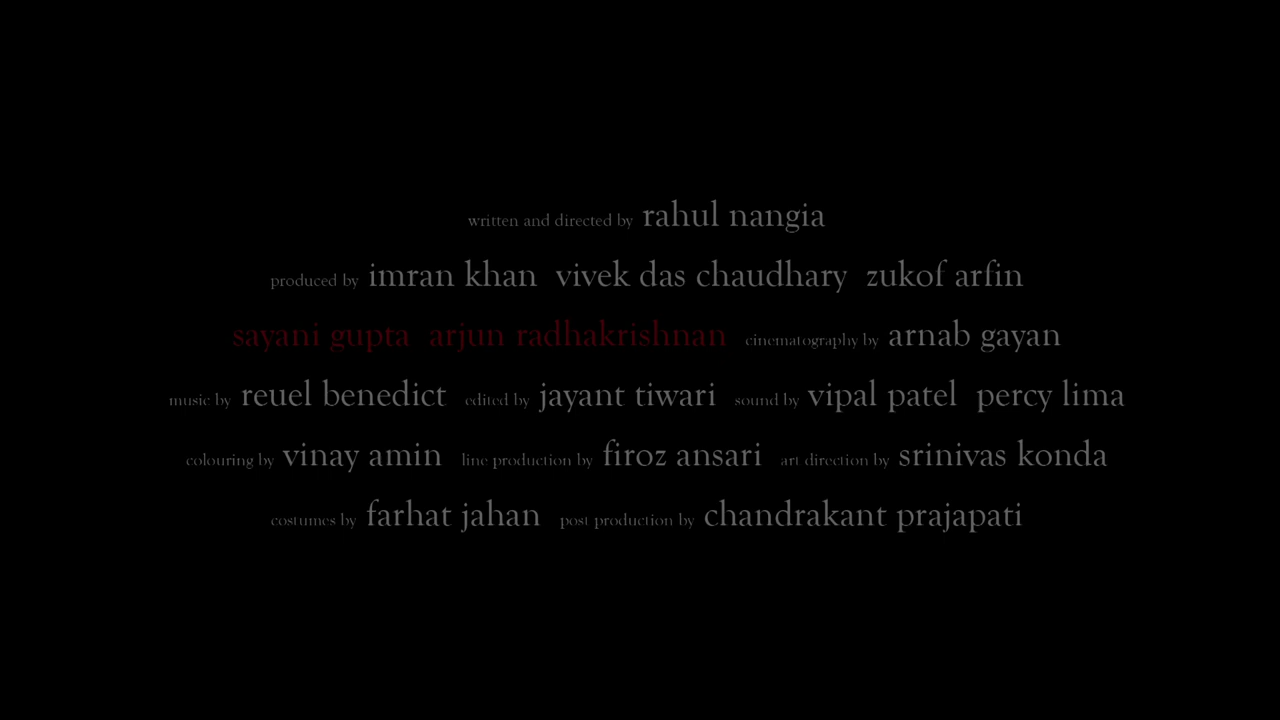 written and directed by rahul nangia
produced by imran khan vivek das chaudhary zukof arfin
sayani gupta arjun radhakrishnan cinematography by arnab gayan
music by reuel benedict edited by jayant tiwari sound by vipal patel percy lima
colouring by vinay amin line production by firoz ansari art direction by srinivas konda
costumes by farhat jahan post production by chandrakant prajapati